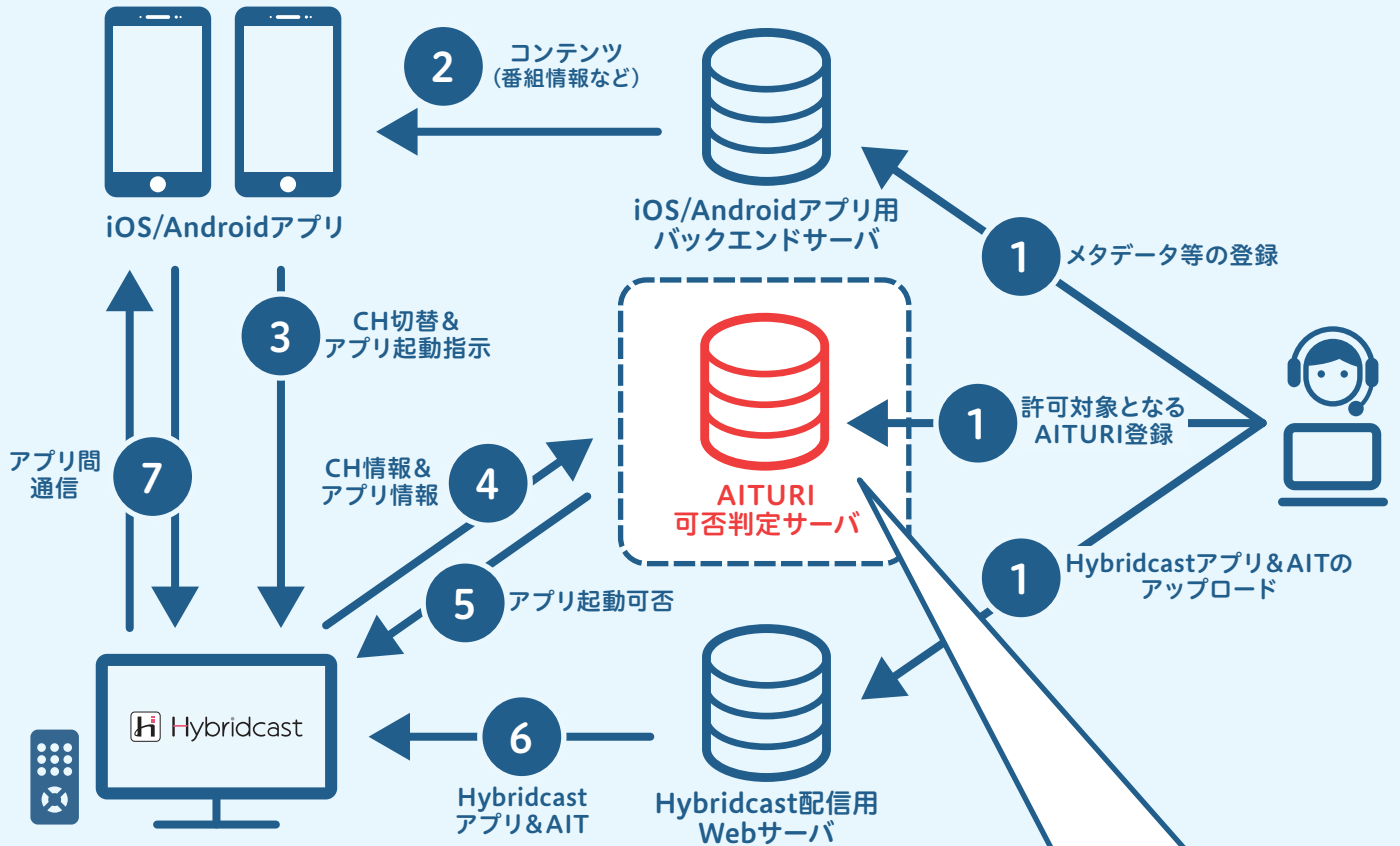 2
コンテンツ
（番組情報など）
iOS/Androidアプリ
iOS/Androidアプリ用
バックエンドサーバ
1
メタデータ等の登録
3
CH切替＆
アプリ起動指示
1
許可対象となる
AITURI登録
アプリ間
通信
7
CH情報＆
アプリ情報
4
AITURI
可否判定サーバ
5
アプリ起動可否
1
Hybridcastアプリ&AITの
アップロード
Hybridcast
6
Hybridcast
アプリ&AIT
Hybridcast配信用
Webサーバ